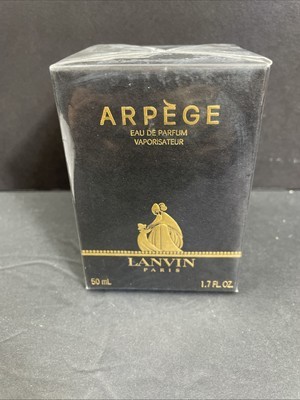 ARPÈGE
EAU DE PARFUM
VAPORISATEUR
LANVIN
PARIS
50 mL 1.7 FL. OZ.